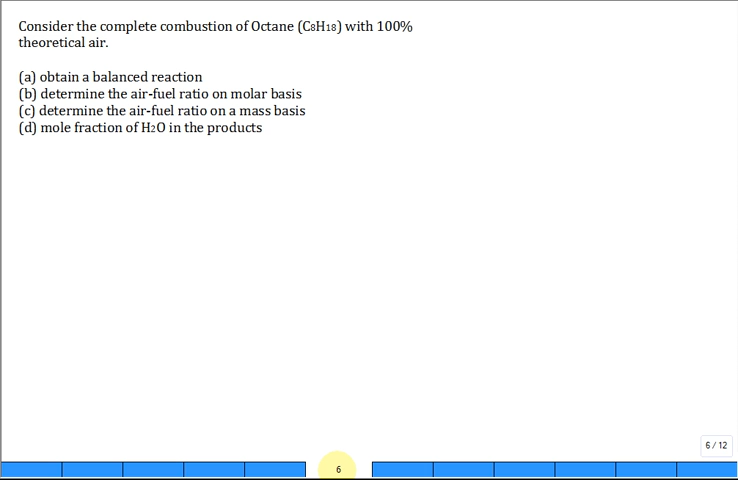 Consider the complete combustion of Octane (C8H18) with 100%
theoretical air.
(a) obtain a balanced reaction
(b) determine the air-fuel ratio on molar basis
(c) determine the air-fuel ratio on a mass basis
(d) mole fraction of H2O in the products
6 / 12
6